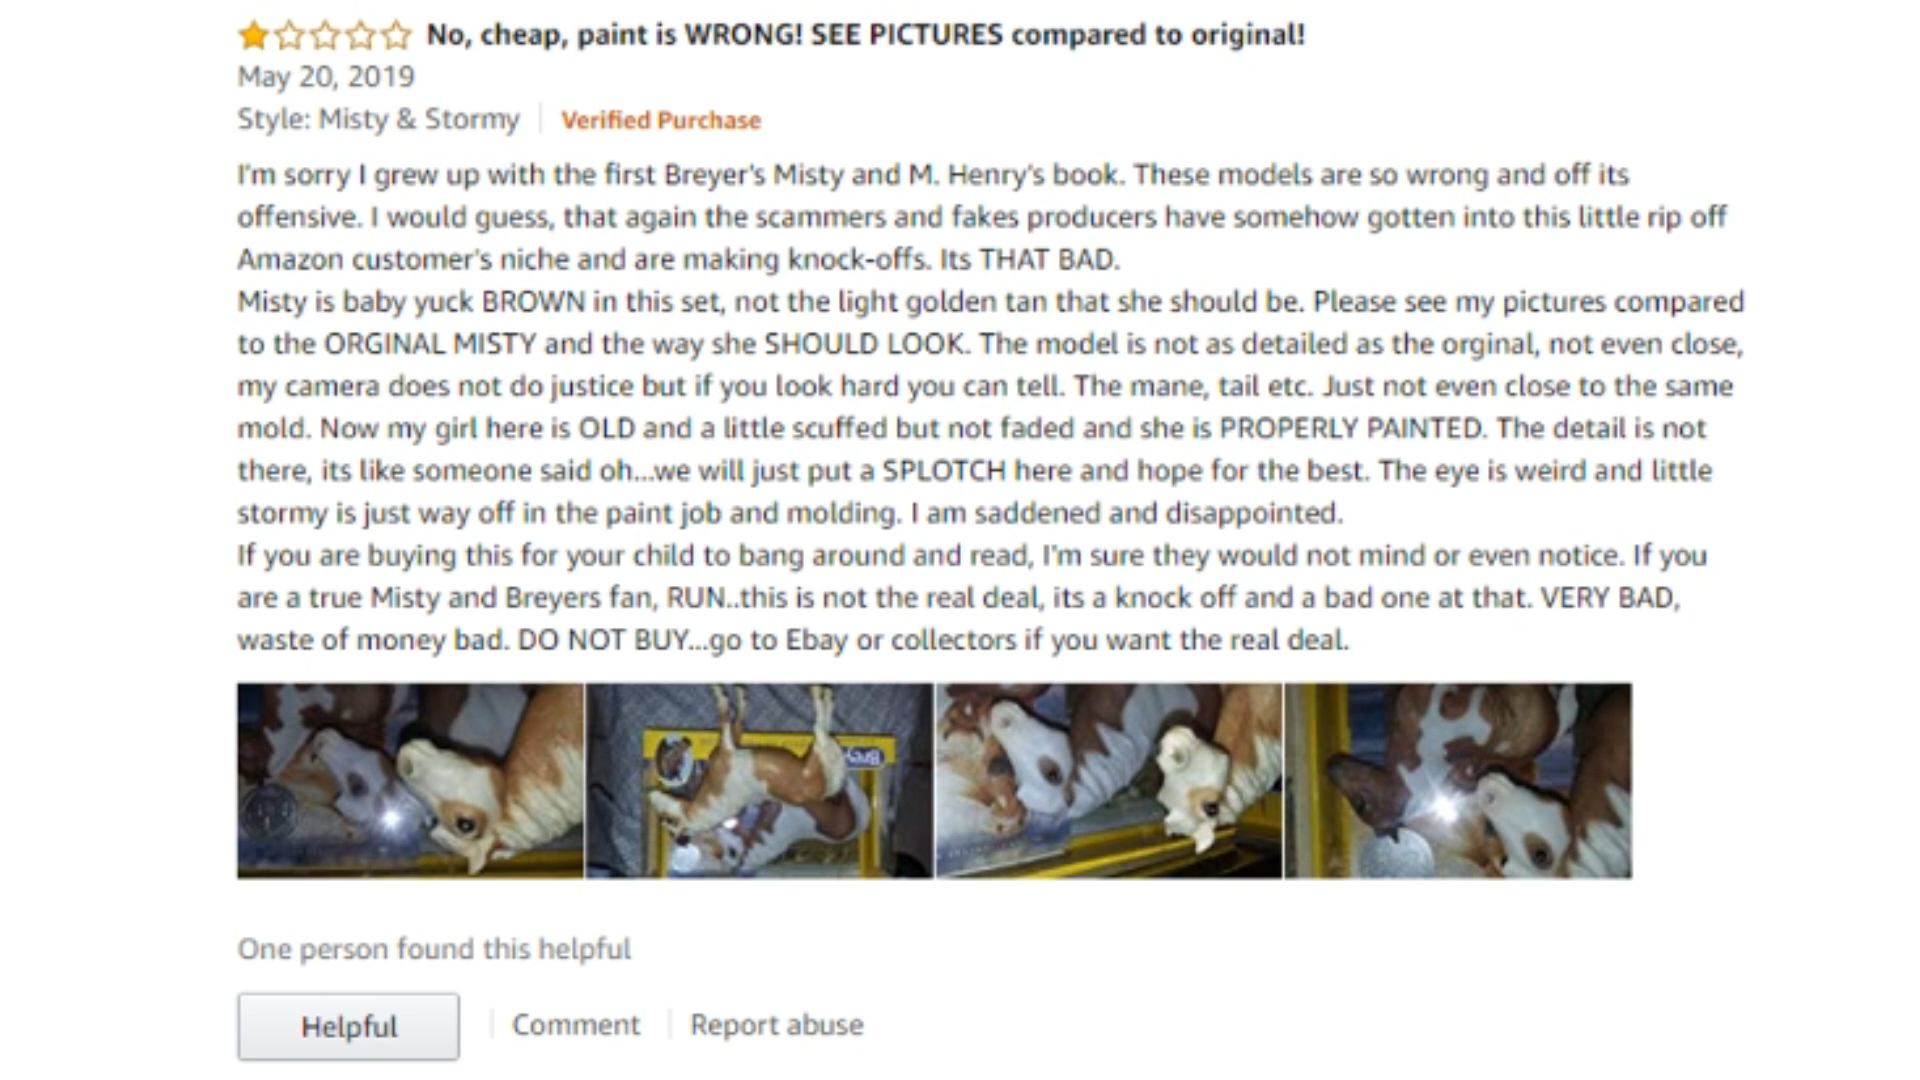 No, cheap, paint is WRONG! SEE PICTURES compared to original!
May 20, 2019
Style: Misty & Stormy | Verified Purchase
I'm sorry I grew up with the first Breyer's Misty and M. Henry's book. These models are so wrong and off its
offensive. I would guess, that again the scammers and fakes producers have somehow gotten into this little rip off
Amazon customer's niche and are making knock-offs. Its THAT BAD.
Misty is baby yuck BROWN in this set, not the light golden tan that she should be. Please see my pictures compared
to the ORGINAL MISTY and the way she SHOULD LOOK. The model is not as detailed as the orginal, not even close,
my camera does not do justice but if you look hard you can tell. The mane, tail etc. Just not even close to the same
mold. Now my girl here is OLD and a little scuffed but not faded and she is PROPERLY PAINTED. The detail is not
there, its like someone said oh...we will just put a SPLOTCH here and hope for the best. The eye is weird and little
stormy is just way off in the paint job and molding. I am saddened and disappointed.
If you are buying this for your child to bang around and read, I'm sure they would not mind or even notice. If you
are a true Misty and Breyers fan, RUN..this is not the real deal, its a knock off and a bad one at that. VERY BAD,
waste of money bad. DO NOT BUY...go to Ebay or collectors if you want the real deal.
One person found this helpful
Helpful | Comment | Report abuse